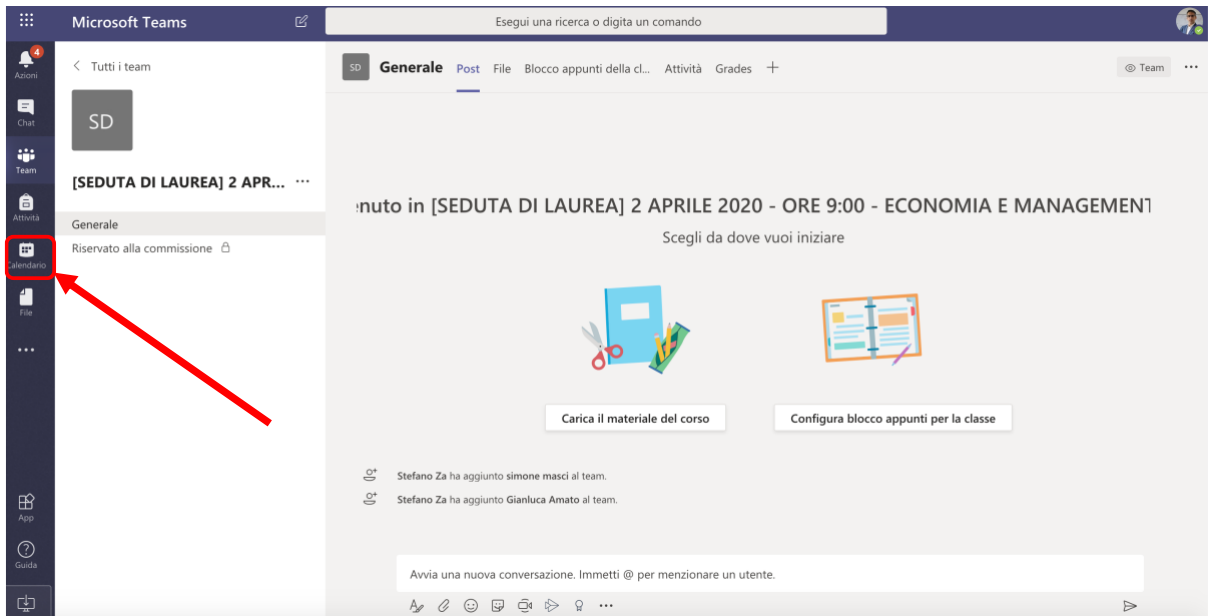 Microsoft Teams
Esegui una ricerca o digita un comando
4
Azioni
Chat
Team
Attività
Calendario
File
App
Guida
Tutti i team
SD
[SEDUTA DI LAUREA] 2 APR... ...
Generale
Riservato alla commissione
SD Generale Post File Blocco appunti della cl... Attività Grades +
Team ...
nuto in [SEDUTA DI LAUREA] 2 APRILE 2020 - ORE 9:00 - ECONOMIA E MANAGEMENT
Scegli da dove vuoi iniziare
Carica il materiale del corso
Configura blocco appunti per la classe
Stefano Za ha aggiunto simone masci al team.
Stefano Za ha aggiunto Gianluca Amato al team.
Avvia una nuova conversazione. Immetti @ per menzionare un utente.